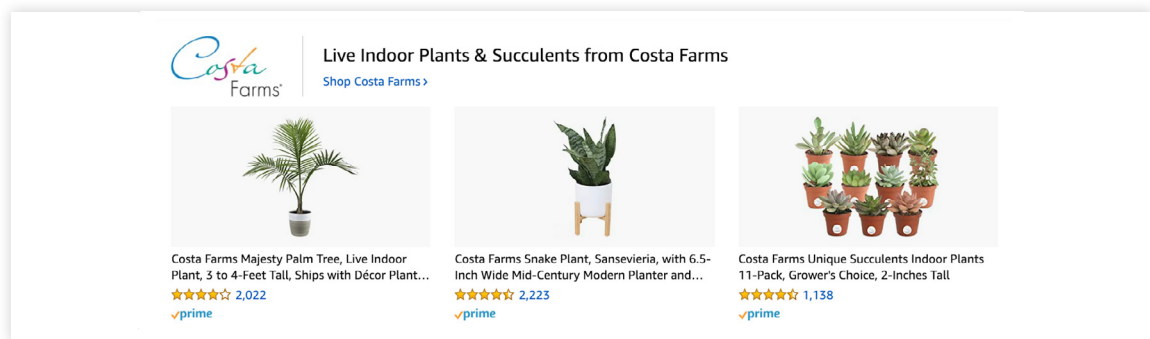 Costa
Farms®
Live Indoor Plants & Succulents from Costa Farms
Shop Costa Farms ›
Costa Farms Majesty Palm Tree, Live Indoor
Plant, 3 to 4-Feet Tall, Ships with Décor Plant...
2,022
prime
Costa Farms Snake Plant, Sansevieria, with 6.5-
Inch Wide Mid-Century Modern Planter and...
2,223
prime
Costa Farms Unique Succulents Indoor Plants
11-Pack, Grower's Choice, 2-Inches Tall
1,138
prime